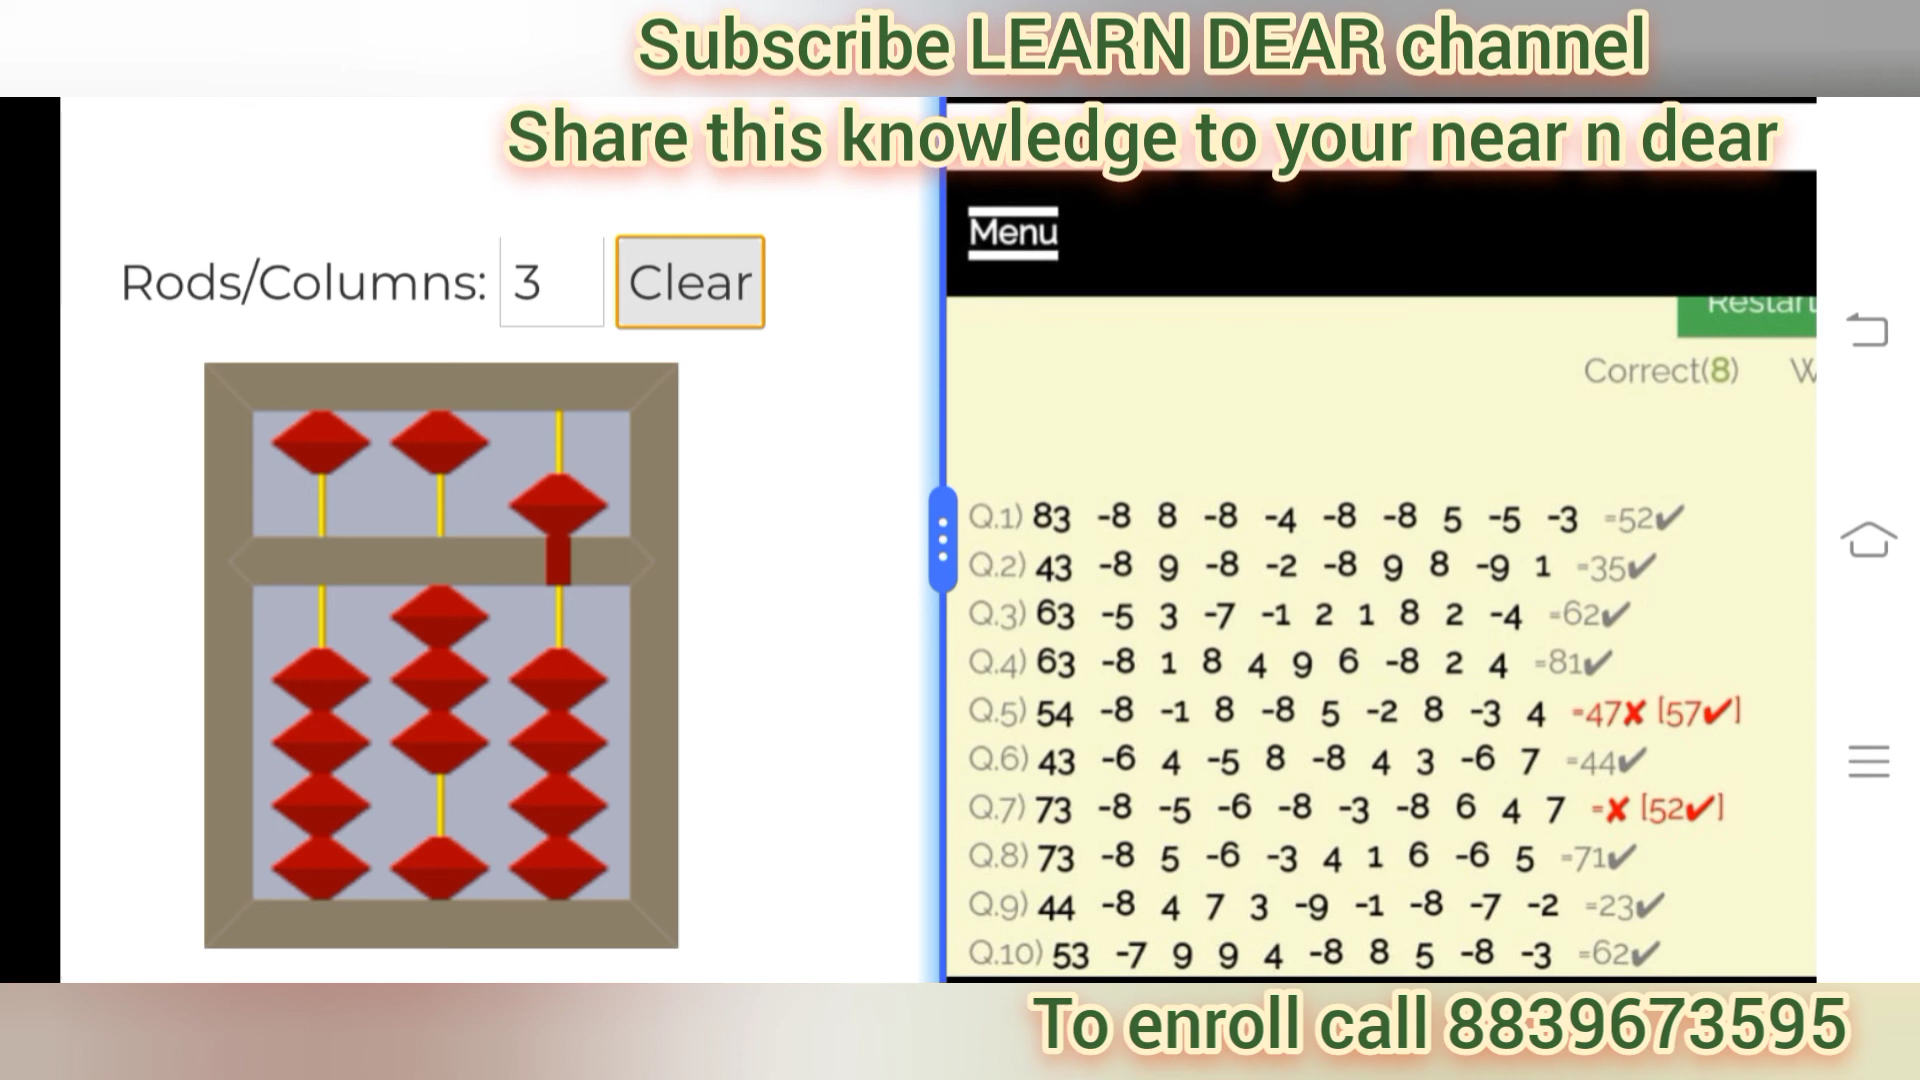 Subscribe LEARN DEAR channel
Share this knowledge to your near n dear
Menu
Rods/Columns: 3 Clear
Restart
Correct(8) W
Q.1) 83 -8 8 -8 -4 -8 -8 5 -5 -3 =52✔
Q.2) 43 -8 9 -8 -2 -8 9 8 -9 1 =35✔
Q.3) 63 -5 3 -7 -1 2 1 8 2 -4 =62✔
Q.4) 63 -8 1 8 4 9 6 -8 2 4 =81✔
Q.5) 54 -8 -1 8 -8 5 -2 8 -3 4 =47✘ [57✔]
Q.6) 43 -6 4 -5 8 -8 4 3 -6 7 =44✔
Q.7) 73 -8 -5 -6 -8 -3 -8 6 4 7 =✘ [52✔]
Q.8) 73 -8 5 -6 -3 4 1 6 -6 5 =71✔
Q.9) 44 -8 4 7 3 -9 -1 -8 -7 -2 =23✔
Q.10) 53 -7 9 9 4 -8 8 5 -8 -3 =62✔
To enroll call 8839673595